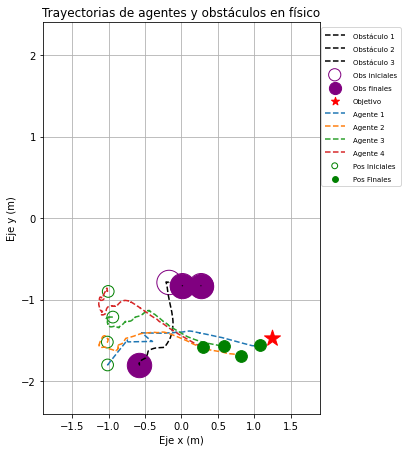 Trayectorias de agentes y obstáculos en físico
Obstáculo 1
Obstáculo 2
Obstáculo 3
Obs iniciales
Obs finales
Objetivo
Agente 1
Agente 2
Agente 3
Agente 4
Pos Iniciales
Pos Finales
Eje y (m)
2
1
0
−1
−2
−1.5
−1.0
−0.5
0.0
0.5
1.0
1.5
Eje x (m)